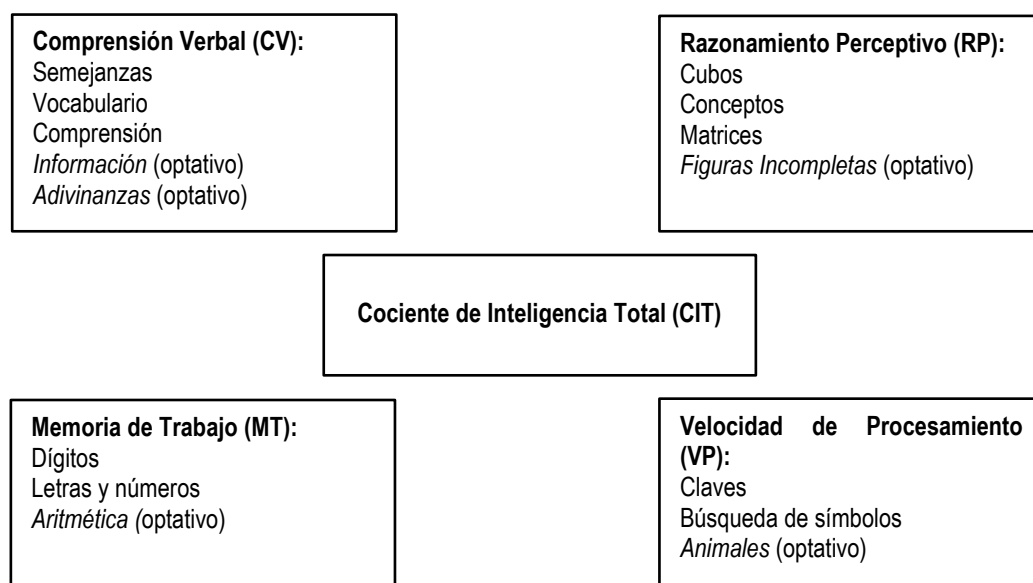 Comprensión Verbal (CV):
Semejanzas
Vocabulario
Comprensión
Información (optativo)
Adivinanzas (optativo)
Razonamiento Perceptivo (RP):
Cubos
Conceptos
Matrices
Figuras Incompletas (optativo)
Cociente de Inteligencia Total (CIT)
Memoria de Trabajo (MT):
Dígitos
Letras y números
Aritmética (optativo)
Velocidad de Procesamiento
(VP):
Claves
Búsqueda de símbolos
Animales (optativo)